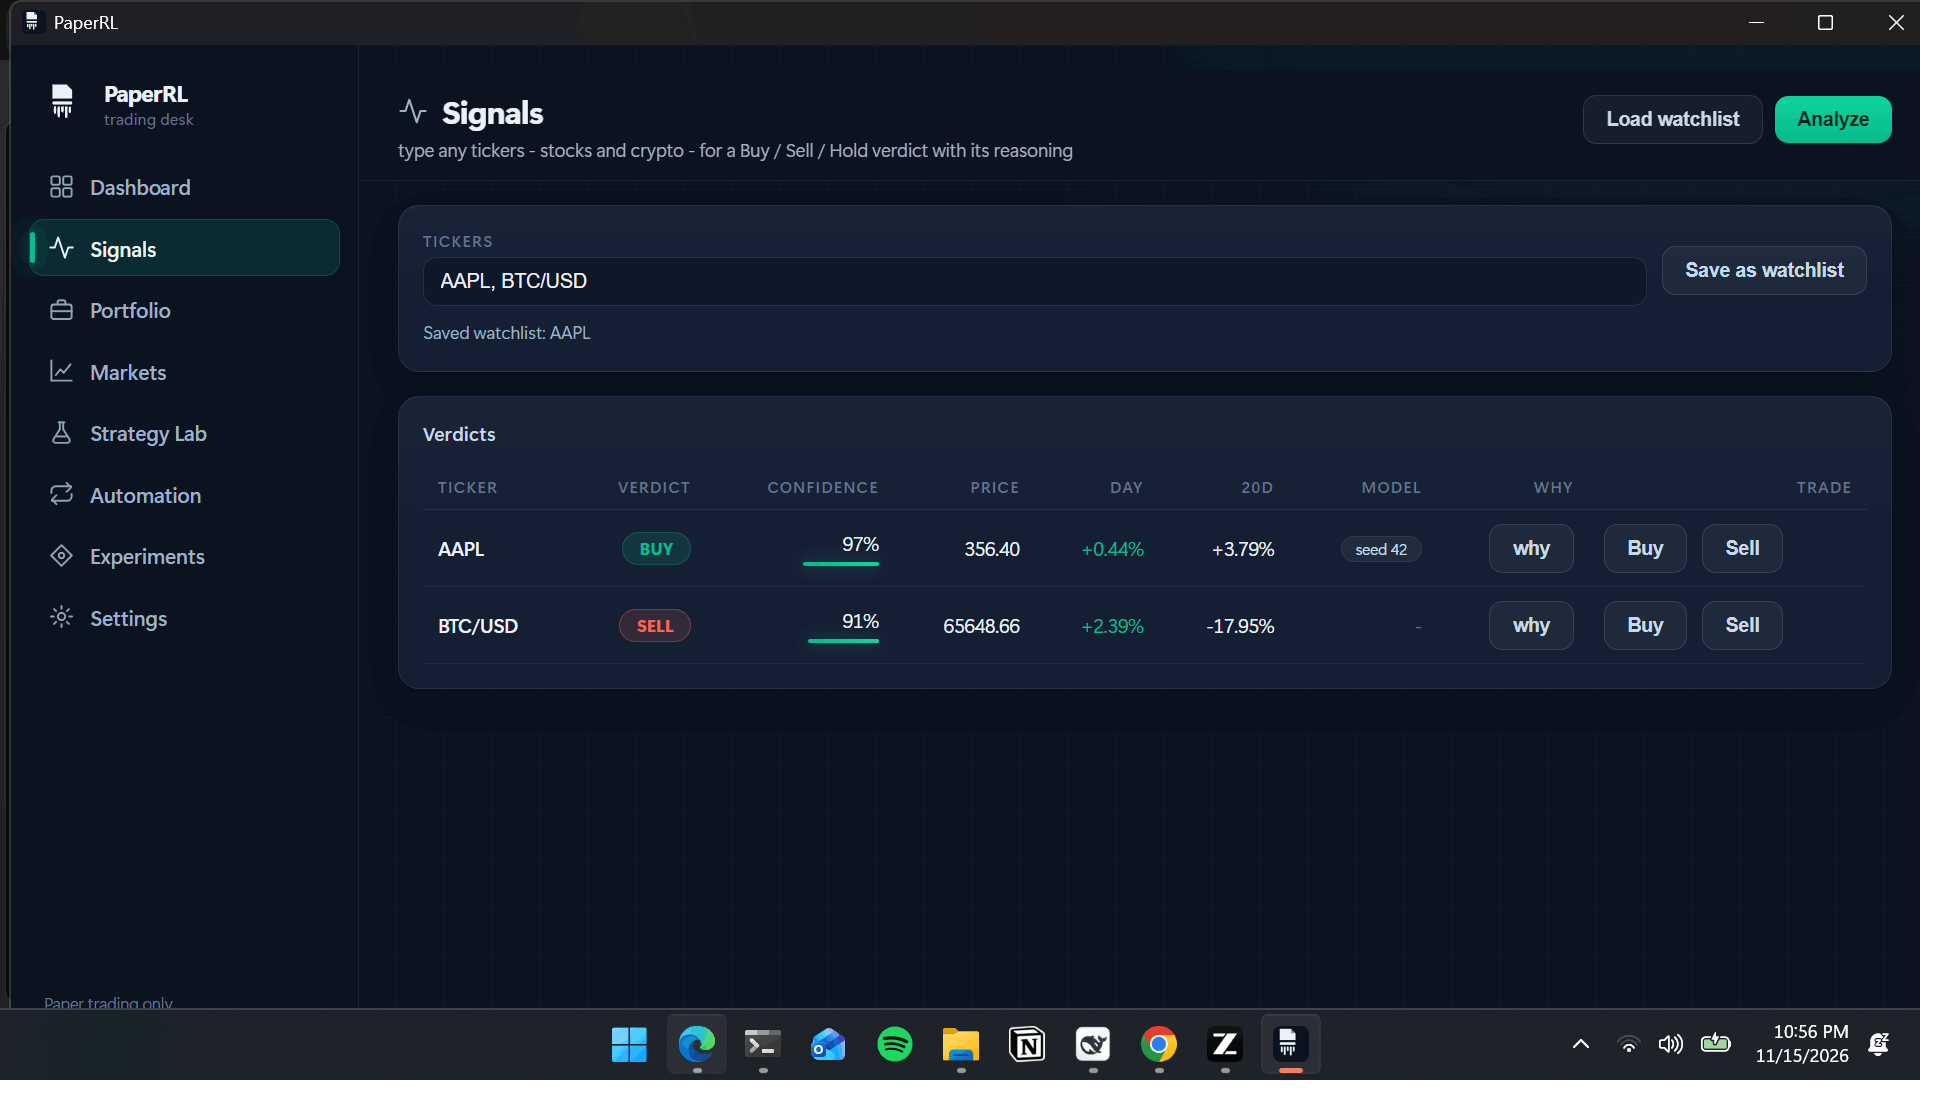 PaperRL
PaperRL
trading desk
Dashboard
Signals
Portfolio
Markets
Strategy Lab
Automation
Experiments
Settings
Paper trading only
Signals
type any tickers - stocks and crypto - for a Buy / Sell / Hold verdict with its reasoning
Load watchlist
Analyze
TICKERS
AAPL, BTC/USD
Save as watchlist
Saved watchlist: AAPL
Verdicts
TICKER VERDICT CONFIDENCE PRICE DAY 20D MODEL WHY TRADE
AAPL BUY 97% 356.40 +0.44% +3.79% seed 42 why Buy Sell
BTC/USD SELL 91% 65648.66 +2.39% -17.95% - why Buy Sell
10:56 PM
11/15/2026